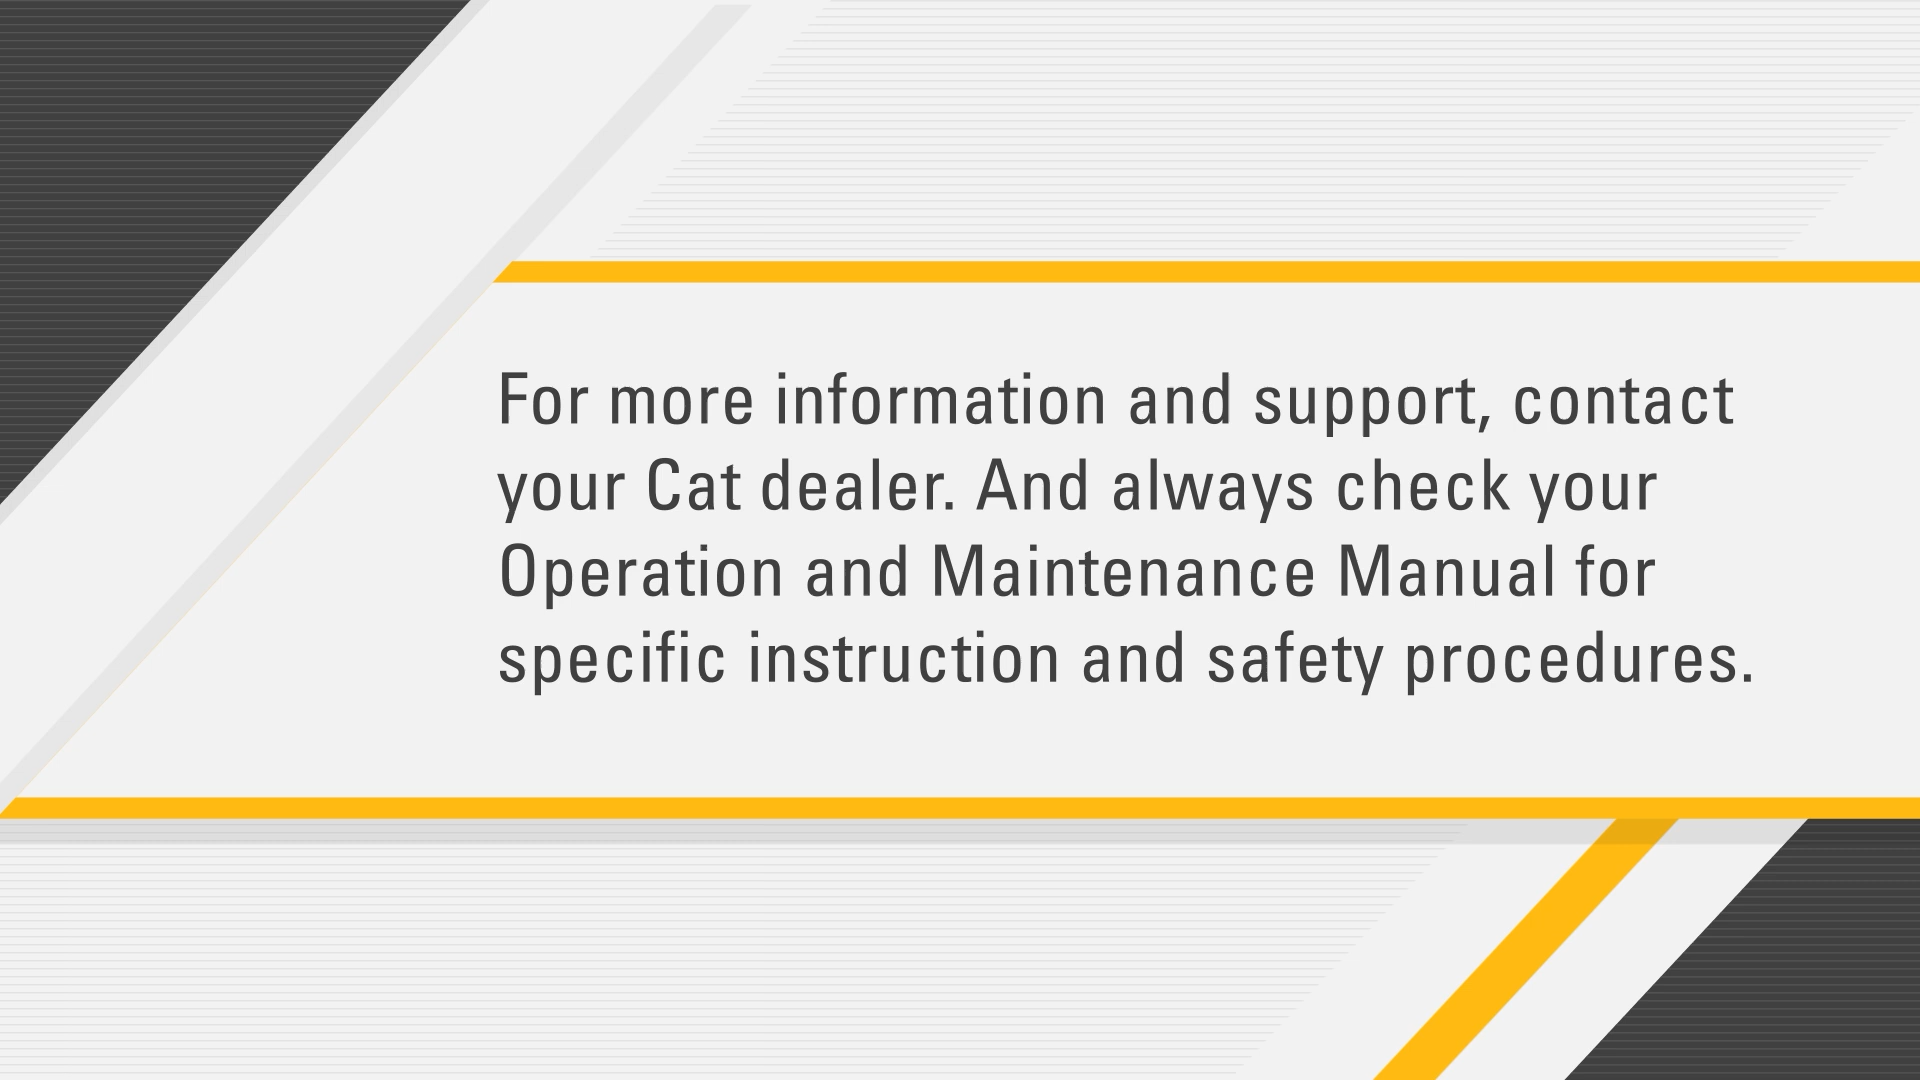 For more information and support, contact
your Cat dealer. And always check your
Operation and Maintenance Manual for
specific instruction and safety procedures.